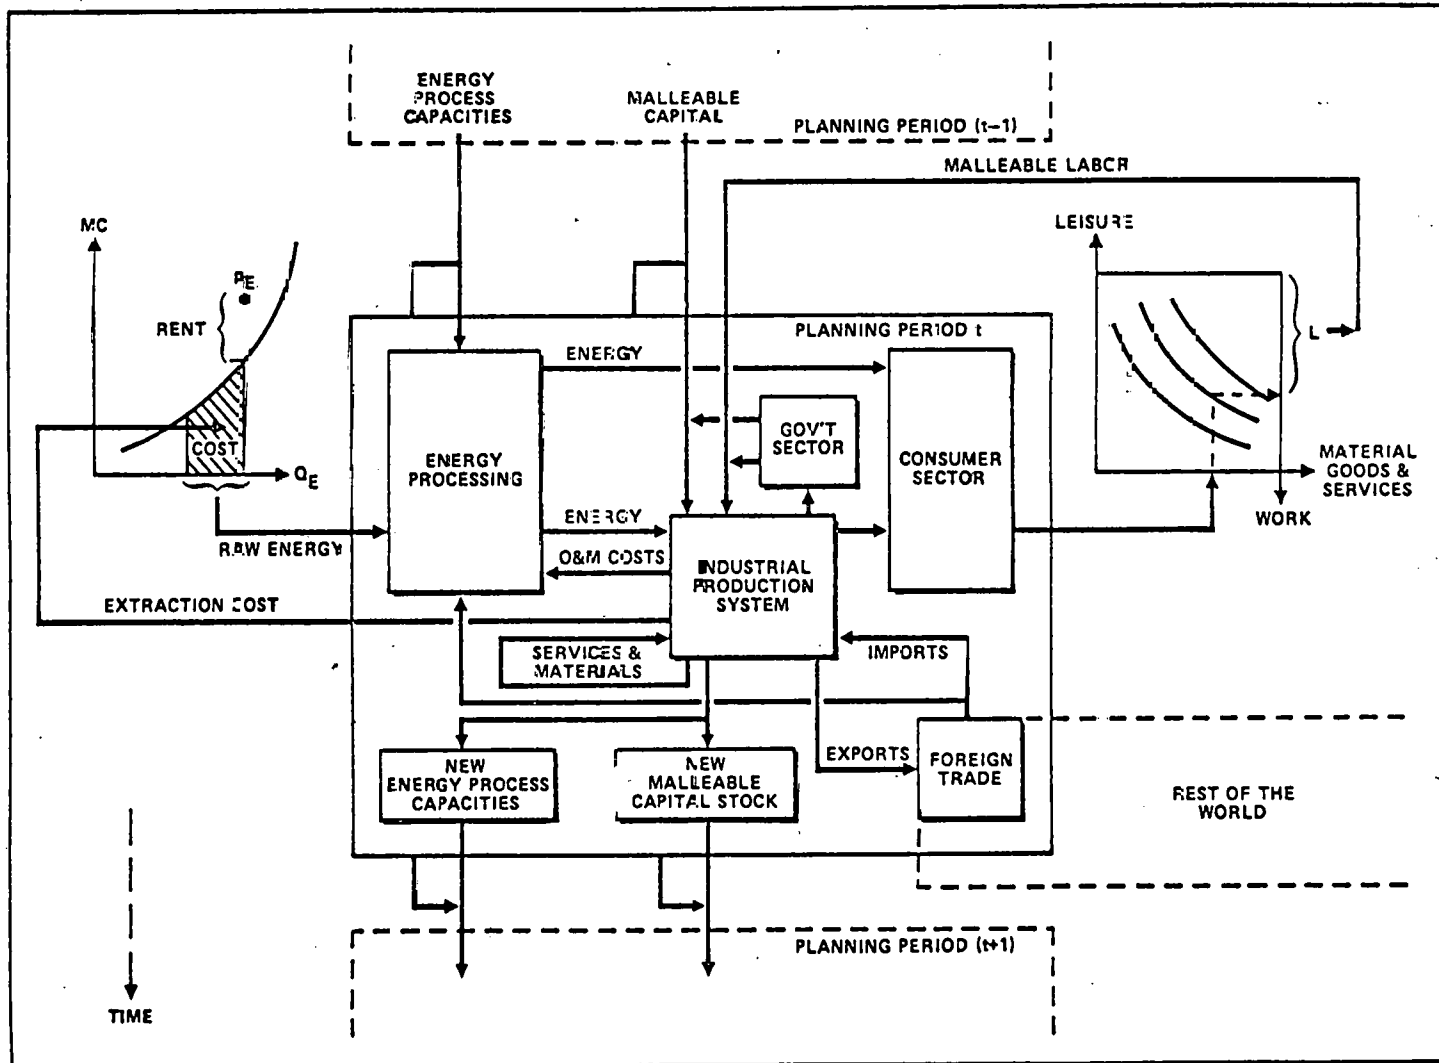 ENERGY
PROCESS
CAPACITIES
MALLEABLE
CAPITAL
PLANNING PERIOD (t–1)
MALLEABLE LABOR
MC
PE
RENT
COST
QE
RAW ENERGY
EXTRACTION COST
LEISURE
L
MATERIAL
GOODS &
SERVICES
WORK
PLANNING PERIOD t
ENERGY
ENERGY
PROCESSING
GOV'T
SECTOR
CONSUMER
SECTOR
ENERGY
O&M COSTS
INDUSTRIAL
PRODUCTION
SYSTEM
SERVICES &
MATERIALS
IMPORTS
NEW
ENERGY PROCESS
CAPACITIES
NEW
MALLEABLE
CAPITAL STOCK
EXPORTS
FOREIGN
TRADE
REST OF THE
WORLD
PLANNING PERIOD (t+1)
TIME